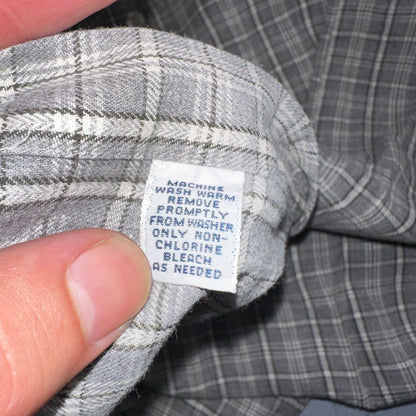 MACHINE
WASH WARM
REMOVE
PROMPTLY
FROM WASHER
ONLY NON-
CHLORINE
BLEACH
AS NEEDED